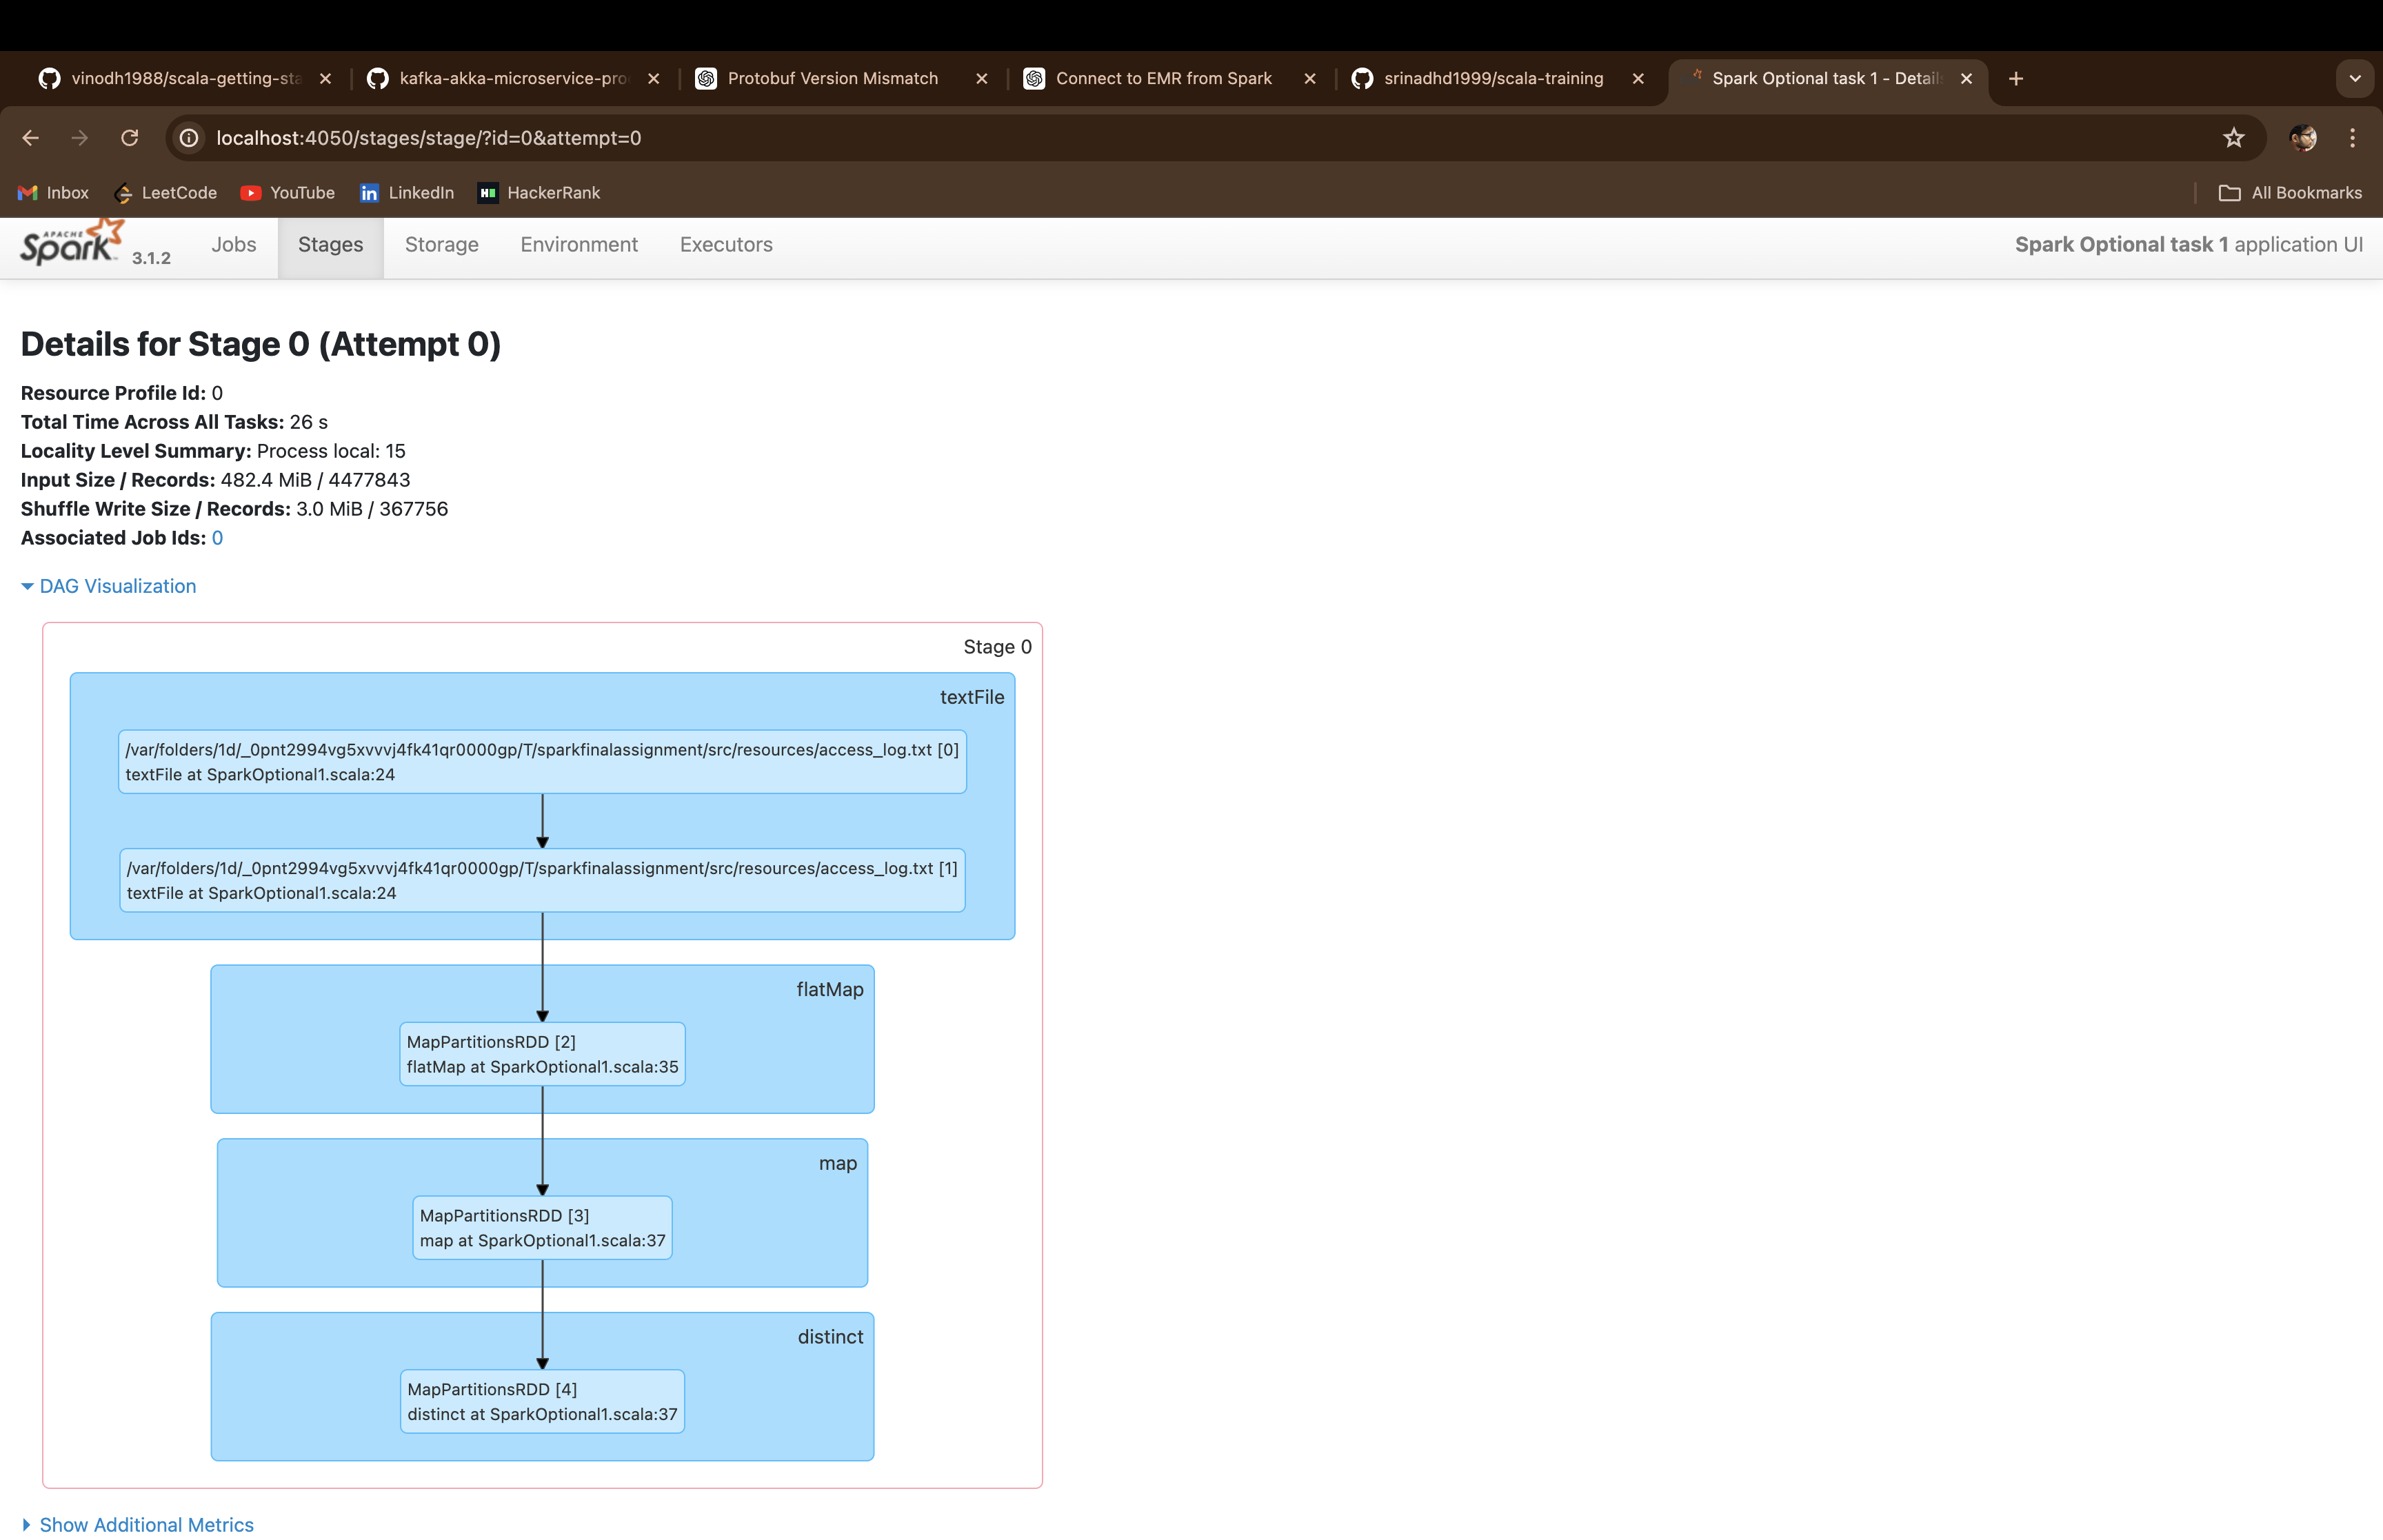 vinodh1988/scala-getting-sta
kafka-akka-microservice-pro
Protobuf Version Mismatch
Connect to EMR from Spark
srinadhd1999/scala-training
Spark Optional task 1 - Detail
localhost:4050/stages/stage/?id=0&attempt=0
Inbox
LeetCode
YouTube
LinkedIn
HackerRank
All Bookmarks
APACHE
Spark 3.1.2
Jobs
Stages
Storage
Environment
Executors
Spark Optional task 1 application UI
Details for Stage 0 (Attempt 0)
Resource Profile Id: 0
Total Time Across All Tasks: 26 s
Locality Level Summary: Process local: 15
Input Size / Records: 482.4 MiB / 4477843
Shuffle Write Size / Records: 3.0 MiB / 367756
Associated Job Ids: 0
DAG Visualization
Stage 0
textFile
/var/folders/1d/_0pnt2994vg5xvvvj4fk41qr0000gp/T/sparkfinalassignment/src/resources/access_log.txt [0]
textFile at SparkOptional1.scala:24
/var/folders/1d/_0pnt2994vg5xvvvj4fk41qr0000gp/T/sparkfinalassignment/src/resources/access_log.txt [1]
textFile at SparkOptional1.scala:24
flatMap
MapPartitionsRDD [2]
flatMap at SparkOptional1.scala:35
map
MapPartitionsRDD [3]
map at SparkOptional1.scala:37
distinct
MapPartitionsRDD [4]
distinct at SparkOptional1.scala:37
Show Additional Metrics